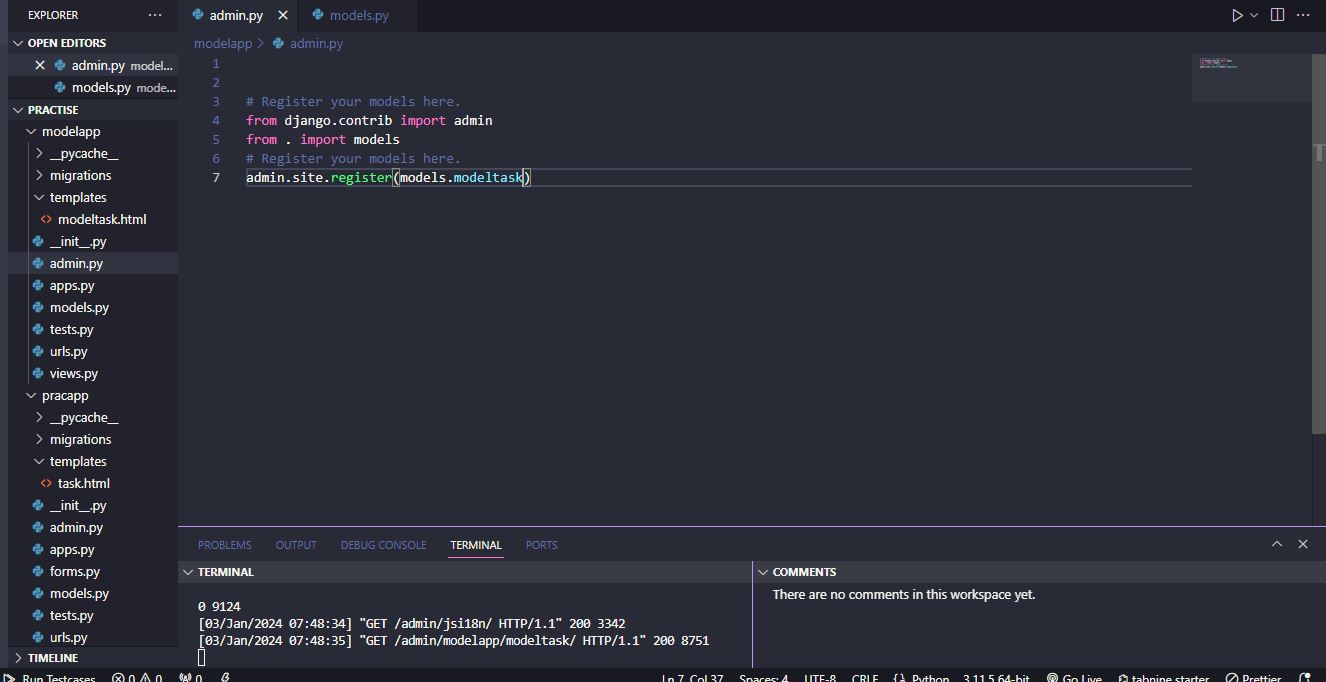 EXPLORER
OPEN EDITORS
admin.py model...
models.py mode...
PRACTISE
modelapp
__pycache__
migrations
templates
modeltask.html
__init__.py
admin.py
apps.py
models.py
tests.py
urls.py
views.py
pracapp
__pycache__
migrations
templates
task.html
__init__.py
admin.py
apps.py
forms.py
models.py
tests.py
urls.py
TIMELINE
admin.py models.py
modelapp > admin.py
1
2
3 # Register your models here.
4 from django.contrib import admin
5 from . import models
6 # Register your models here.
7 admin.site.register(models.modeltask)
PROBLEMS OUTPUT DEBUG CONSOLE TERMINAL PORTS
TERMINAL
0 9124
[03/Jan/2024 07:48:34] "GET /admin/jsi18n/ HTTP/1.1" 200 3342
[03/Jan/2024 07:48:35] "GET /admin/modelapp/modeltask/ HTTP/1.1" 200 8751
COMMENTS
There are no comments in this workspace yet.
Run Testcases 0 0 0 Ln 7, Col 37 Spaces: 4 UTF-8 CRLF Python 3.11.5 64-bit Go Live tabnine starter Prettier